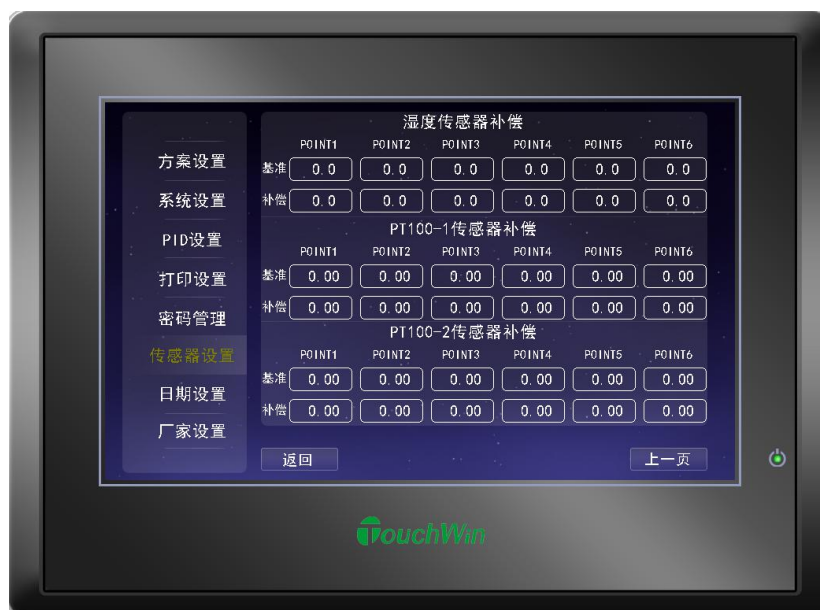 湿度传感器补偿
POINT1 POINT2 POINT3 POINT4 POINT5 POINT6
基准 0.0 0.0 0.0 0.0 0.0 0.0
补偿 0.0 0.0 0.0 0.0 0.0 0.0
PT100-1传感器补偿
POINT1 POINT2 POINT3 POINT4 POINT5 POINT6
基准 0.00 0.00 0.00 0.00 0.00 0.00
补偿 0.00 0.00 0.00 0.00 0.00 0.00
PT100-2传感器补偿
POINT1 POINT2 POINT3 POINT4 POINT5 POINT6
基准 0.00 0.00 0.00 0.00 0.00 0.00
补偿 0.00 0.00 0.00 0.00 0.00 0.00
方案设置
系统设置
PID设置
打印设置
密码管理
传感器设置
日期设置
厂家设置
返回 上一页
TouchWin